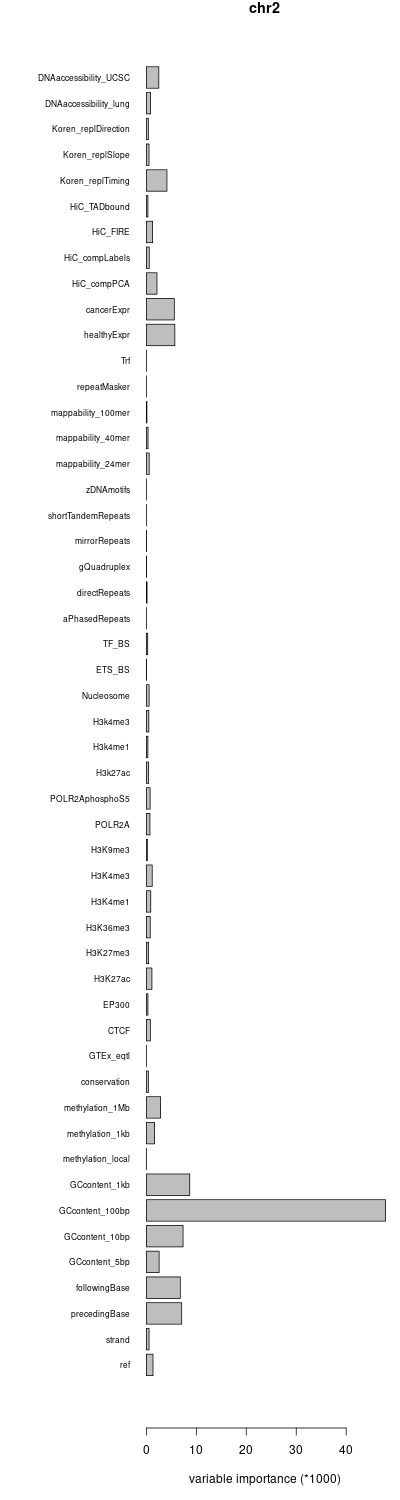 chr2
DNAaccessibility_UCSC
DNAaccessibility_lung
Koren_replDirection
Koren_replSlope
Koren_replTiming
HiC_TADbound
HiC_FIRE
HiC_compLabels
HiC_compPCA
cancerExpr
healthyExpr
Trf
repeatMasker
mappability_100mer
mappability_40mer
mappability_24mer
zDNAmotifs
shortTandemRepeats
mirrorRepeats
gQuadruplex
directRepeats
aPhasedRepeats
TF_BS
ETS_BS
Nucleosome
H3k4me3
H3k4me1
H3k27ac
POLR2AphosphoS5
POLR2A
H3K9me3
H3K4me3
H3K4me1
H3K36me3
H3K27me3
H3K27ac
EP300
CTCF
GTEx_eqtl
conservation
methylation_1Mb
methylation_1kb
methylation_local
GCcontent_1kb
GCcontent_100bp
GCcontent_10bp
GCcontent_5bp
followingBase
precedingBase
strand
ref
0 10 20 30 40
variable importance (*1000)